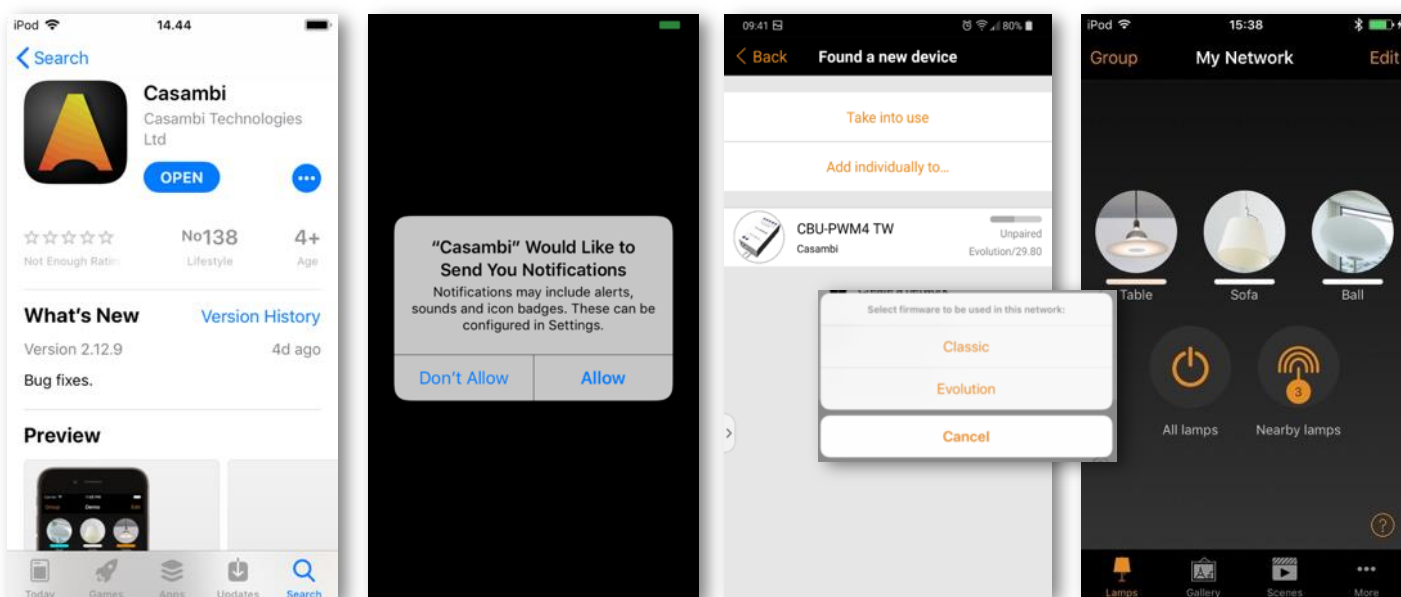 iPod 14.44
Search
Casambi
Casambi Technologies
Ltd
OPEN
No138
4+
Not Enough Ratin
Lifestyle
Age
What's New Version History
Version 2.12.9 4d ago
Bug fixes.
Preview
Today Games Apps Updates Search
"Casambi" Would Like to
Send You Notifications
Notifications may include alerts,
sounds and icon badges. These can be
configured in Settings.
Don't Allow Allow
09:41 80%
Back Found a new device
Take into use
Add individually to...
CBU-PWM4 TW
Casambi
Unpaired
Evolution/29.80
Create a network
Select firmware to be used in this network:
Classic
Evolution
Cancel
iPod 15:38
Group My Network Edit
Table Sofa Ball
3
All lamps Nearby lamps
?
Lamps Gallery Scenes More